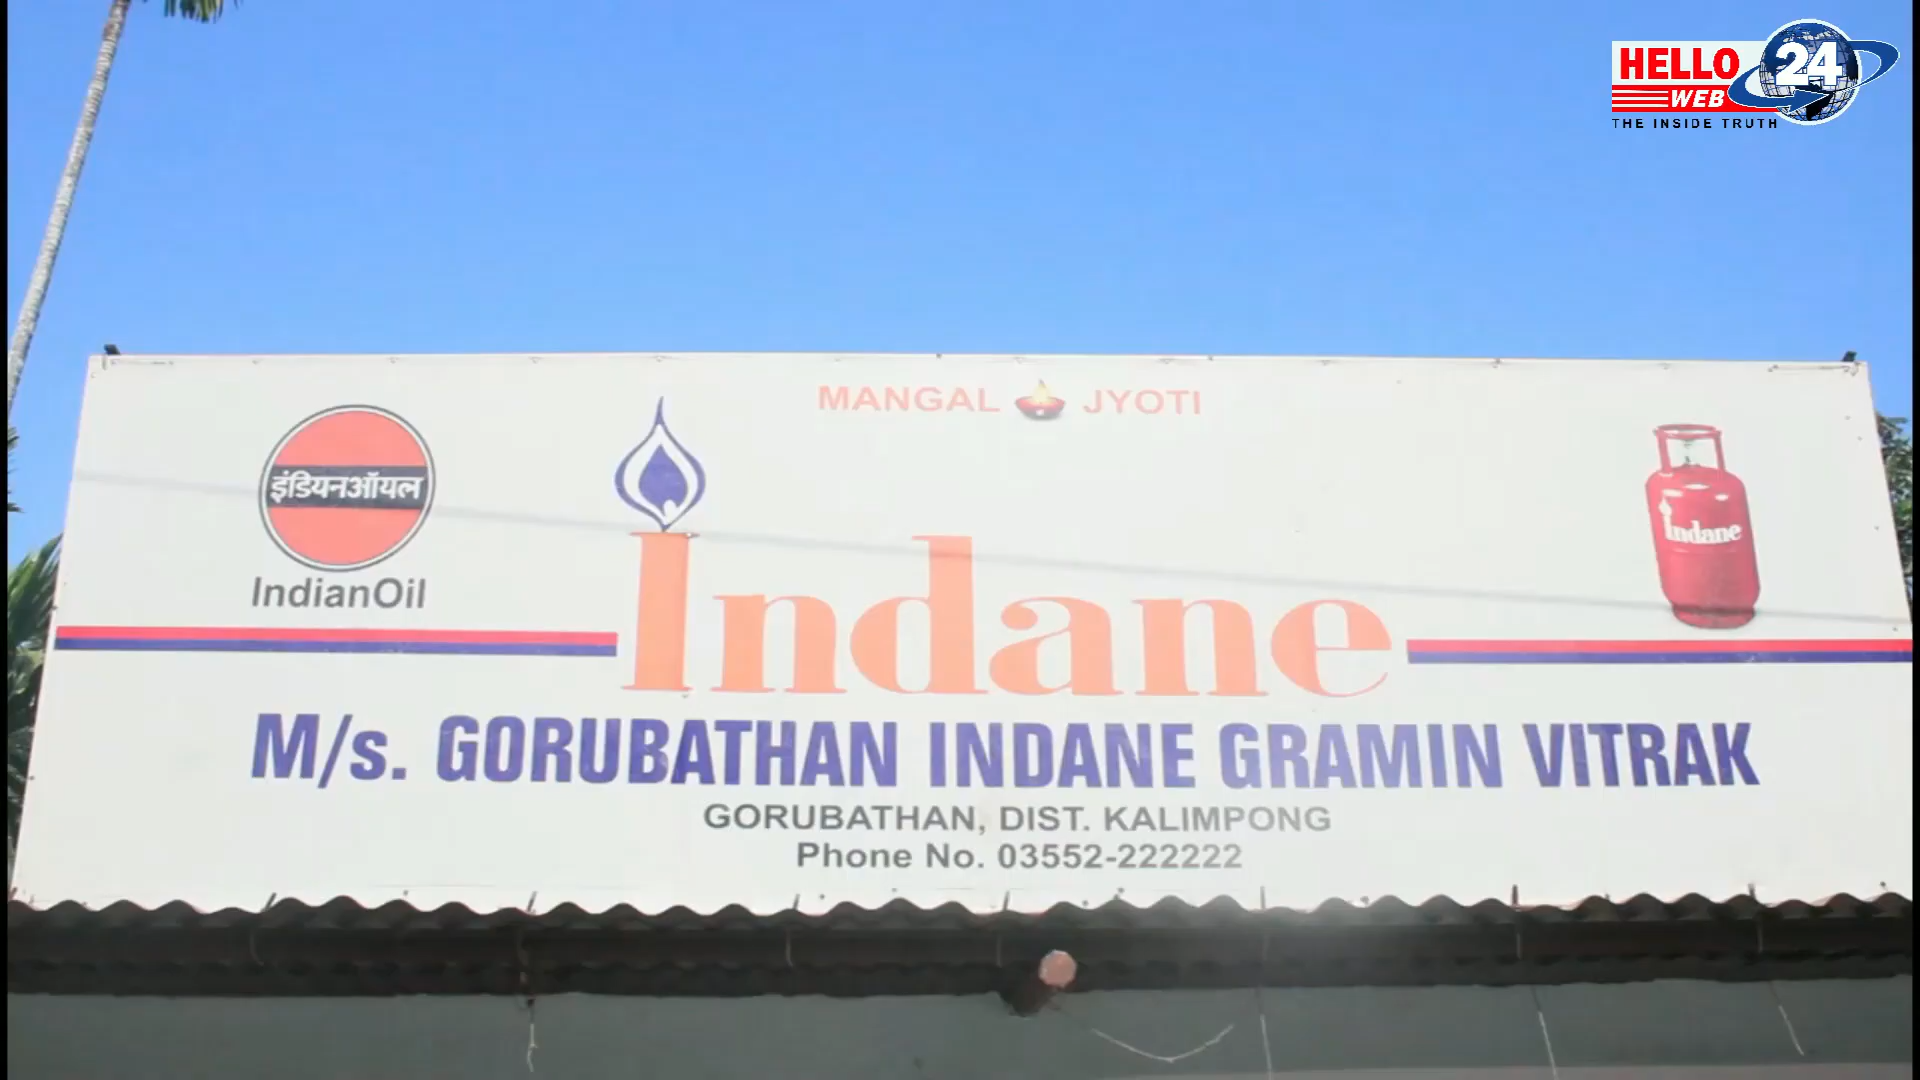 HELLO 24
WEB
THE INSIDE TRUTH
MANGAL JYOTI
इंडियनऑयल
IndianOil
Indane
Indane
M/s. GORUBATHAN INDANE GRAMIN VITRAK
GORUBATHAN, DIST. KALIMPONG
Phone No. 03552-222222